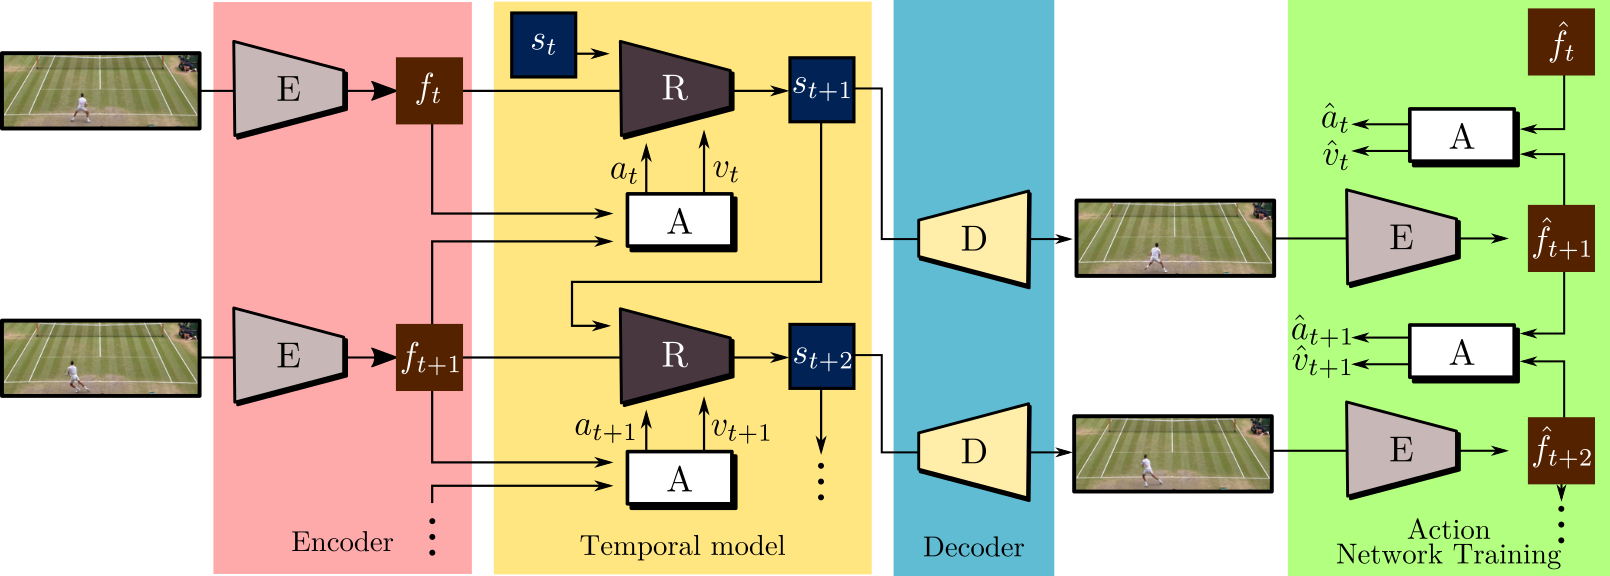 E
f_t
s_t
R
s_{t+1}
a_t
v_t
A
E
f_{t+1}
R
s_{t+2}
a_{t+1}
v_{t+1}
A
Encoder
Temporal model
D
D
Decoder
\hat{f}_t
\hat{a}_t
\hat{v}_t
A
E
\hat{f}_{t+1}
\hat{a}_{t+1}
\hat{v}_{t+1}
A
E
\hat{f}_{t+2}
Action
Network Training